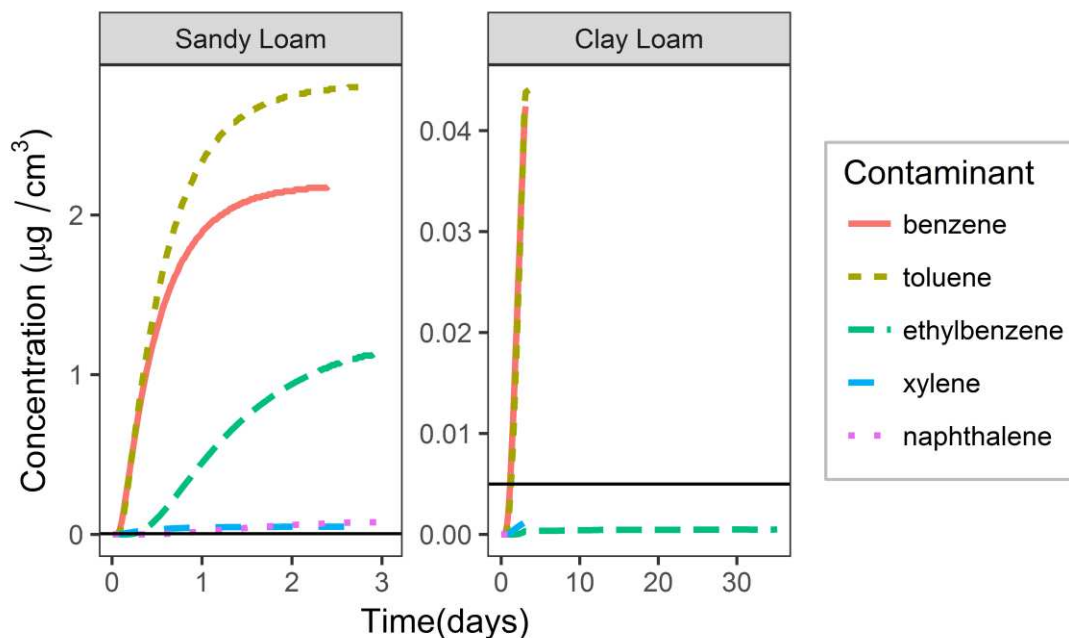 Sandy Loam
Clay Loam
Concentration (μg /cm³)
2
1
0
0 1 2 3
0.04
0.03
0.02
0.01
0.00
0 10 20 30
Time(days)
Contaminant
benzene
toluene
ethylbenzene
xylene
naphthalene